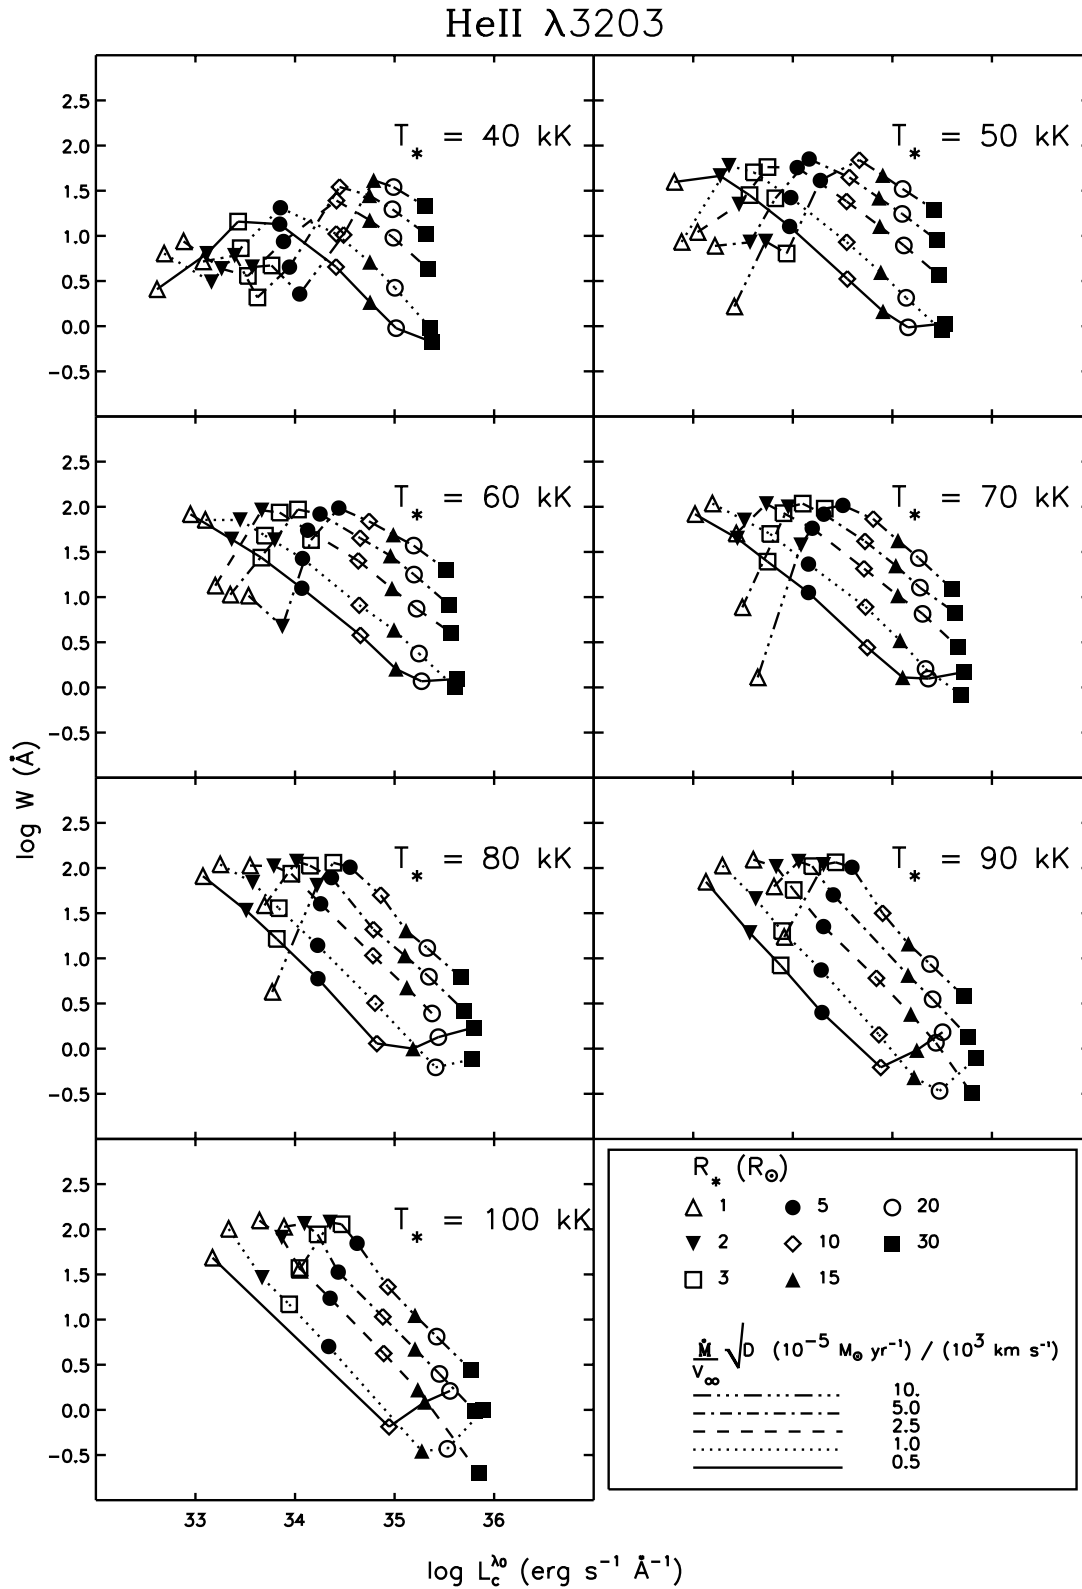 HeII λ3203
2.5
2.0
1.5
1.0
0.5
0.0
−0.5
T* = 40 kK
T* = 50 kK
2.5
2.0
1.5
1.0
0.5
0.0
−0.5
T* = 60 kK
T* = 70 kK
2.5
2.0
1.5
1.0
0.5
0.0
−0.5
T* = 80 kK
T* = 90 kK
2.5
2.0
1.5
1.0
0.5
0.0
−0.5
T* = 100 kK
33 34 35 36
log W (Å)
log L_c^λ0 (erg s⁻¹ Å⁻¹)
R* (R⊙)
1 5 20
2 10 30
3 15
Ṁ/V∞ √D (10⁻⁵ M⊙ yr⁻¹) / (10³ km s⁻¹)
10.
5.0
2.5
1.0
0.5